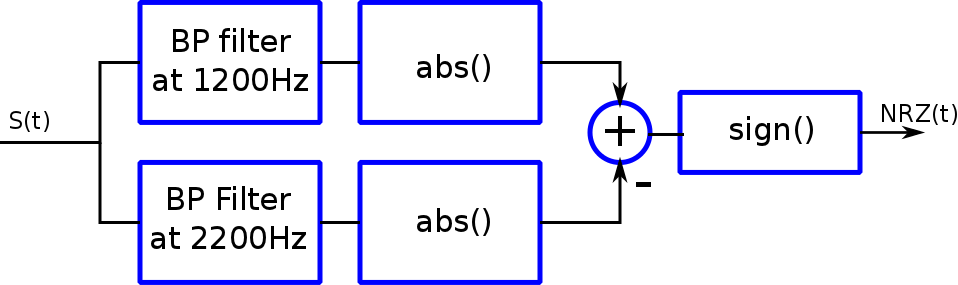 S(t)
BP filter
at 1200Hz
abs()
BP Filter
at 2200Hz
abs()
+
-
sign()
NRZ(t)